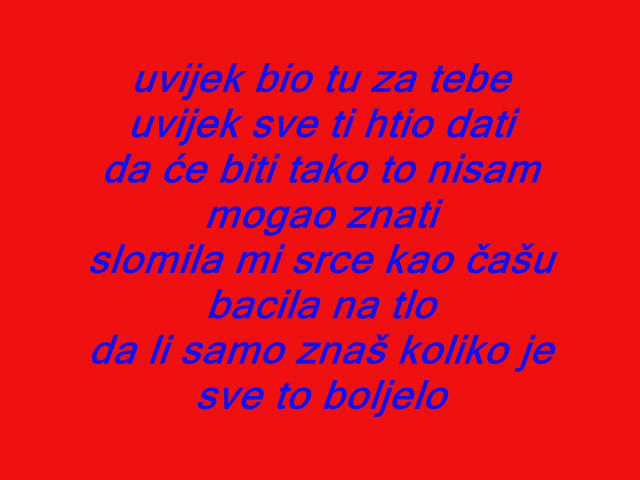 uvijek bio tu za tebe
uvijek sve ti htio dati
da će biti tako to nisam
mogao znati
slomila mi srce kao čašu
bacila na tlo
da li samo znaš koliko je
sve to boljelo